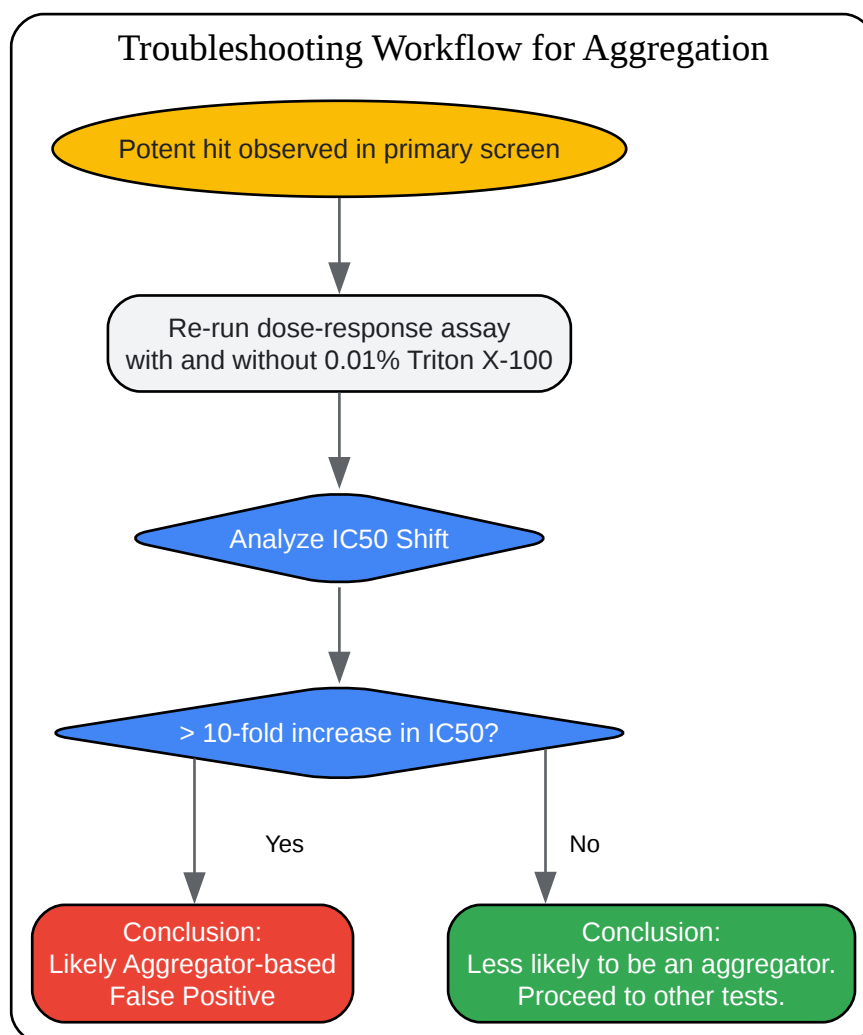 Troubleshooting Workflow for Aggregation
Potent hit observed in primary screen
Re-run dose-response assay
with and without 0.01% Triton X-100
Analyze IC50 Shift
> 10-fold increase in IC50?
Yes
No
Conclusion:
Likely Aggregator-based
False Positive
Conclusion:
Less likely to be an aggregator.
Proceed to other tests.